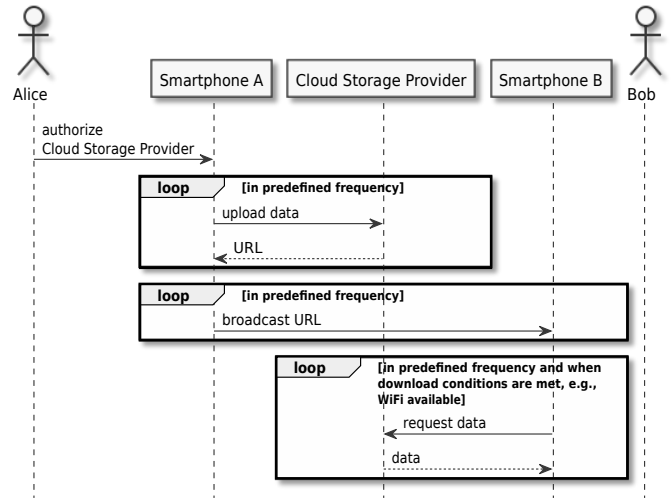 Alice
Smartphone A
Cloud Storage Provider
Smartphone B
Bob
authorize
Cloud Storage Provider
loop
[in predefined frequency]
upload data
URL
loop
[in predefined frequency]
broadcast URL
loop
[in predefined frequency and when
download conditions are met, e.g.,
WiFi available]
request data
data